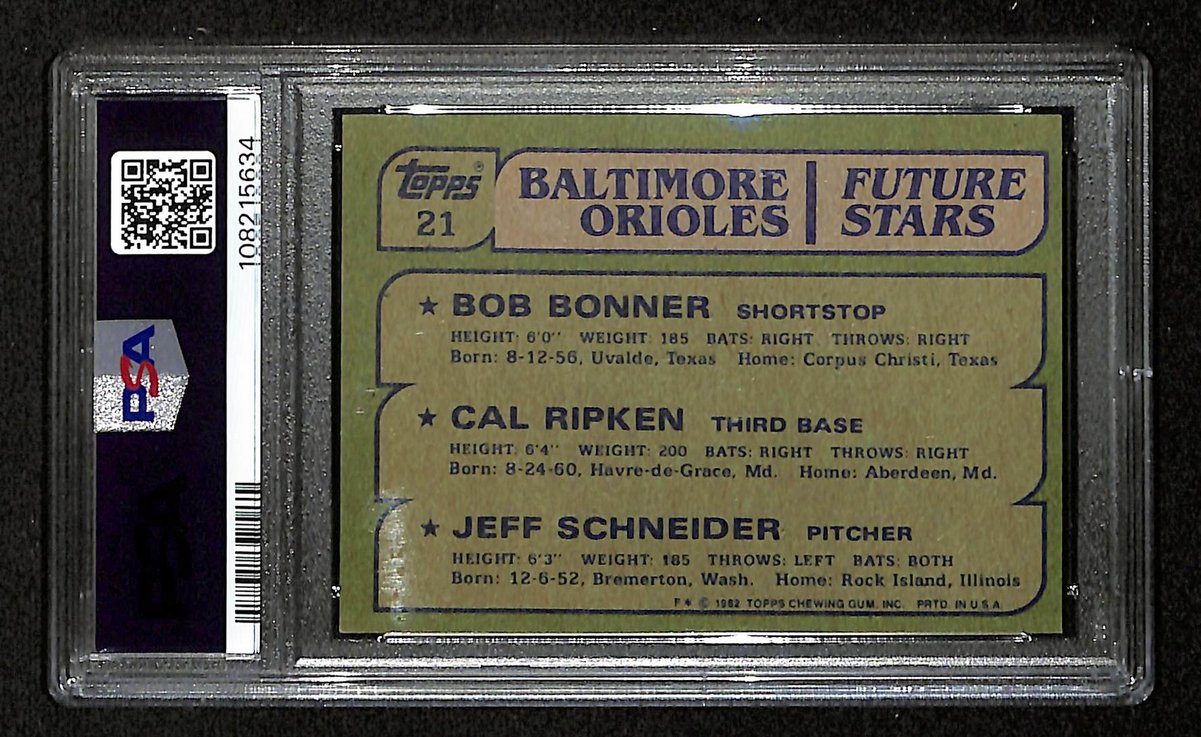 108215634
PSA
PSA
Topps®
21
BALTIMORE ORIOLES
FUTURE STARS
★ BOB BONNER SHORTSTOP
HEIGHT: 6'0" WEIGHT: 185 BATS: RIGHT THROWS: RIGHT
Born: 8-12-56, Uvalde, Texas Home: Corpus Christi, Texas
★ CAL RIPKEN THIRD BASE
HEIGHT: 6'4" WEIGHT: 200 BATS: RIGHT THROWS: RIGHT
Born: 8-24-60, Havre-de-Grace, Md. Home: Aberdeen, Md.
★ JEFF SCHNEIDER PITCHER
HEIGHT: 6'3" WEIGHT: 185 THROWS: LEFT BATS: BOTH
Born: 12-6-52, Bremerton, Wash. Home: Rock Island, Illinois
F * © 1982 TOPPS CHEWING GUM, INC. PRTD. IN U.S.A.